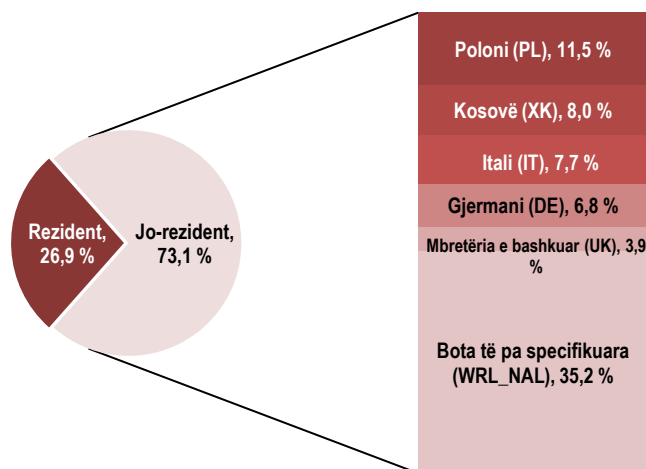 Poloni (PL), 11,5 %
Kosovë (XK), 8,0 %
Itali (IT), 7,7 %
Gjermani (DE), 6,8 %
Mbretëria e bashkuar (UK), 3,9
%
Bota të pa specifikuara
(WRL_NAL), 35,2 %
Rezident,
26,9 %
Jo-rezident,
73,1 %